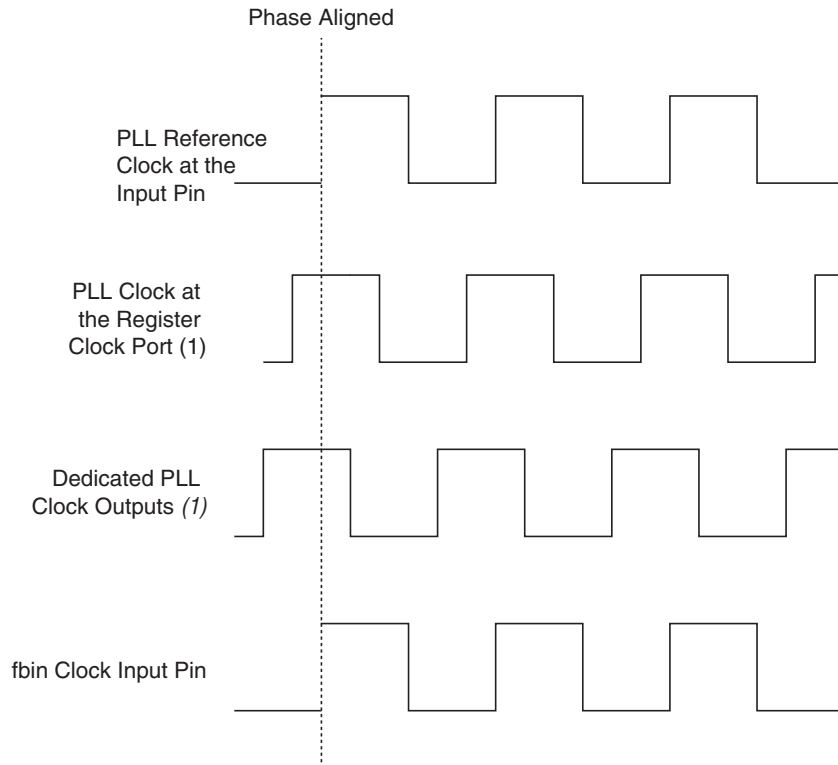 Phase Aligned
PLL Reference
Clock at the
Input Pin
PLL Clock at
the Register
Clock Port (1)
Dedicated PLL
Clock Outputs (1)
fbin Clock Input Pin